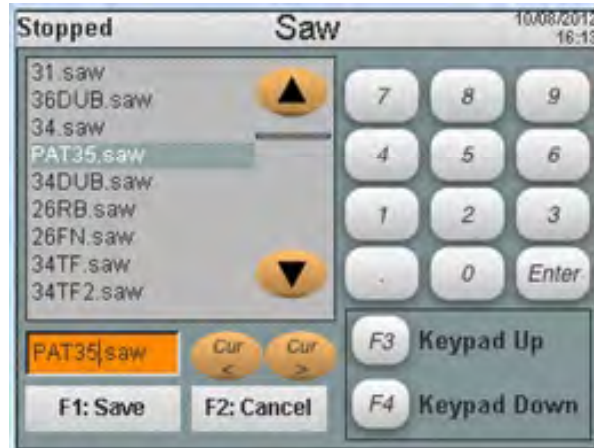 Stopped Saw 10/08/2012
16:13
31.saw
36DUB.saw
34.saw
PAT35.saw
34DUB.saw
26RB.saw
26FN.saw
34TF.saw
34TF2.saw
7 8 9
4 5 6
1 2 3
. 0 Enter
PAT35.saw
Cur < Cur >
F1: Save F2: Cancel
F3 Keypad Up
F4 Keypad Down